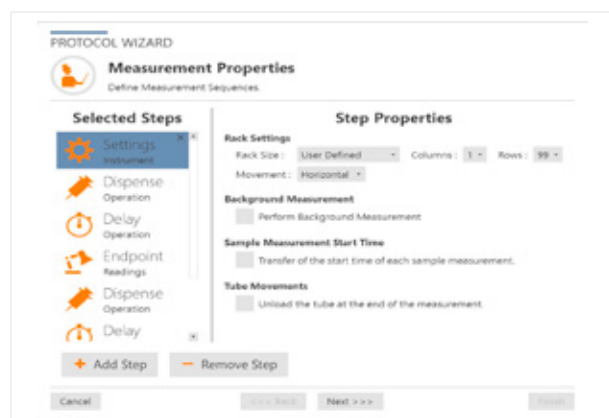 PROTOCOL WIZARD
Measurement Properties
Define Measurement Sequences.
Selected Steps
Settings
Instrument
Dispense
Operation
Delay
Operation
Endpoint
Readings
Dispense
Operation
Delay
+ Add Step
− Remove Step
Step Properties
Rack Settings
Rack Size : User Defined Columns : 1 Rows : 99
Movement : Horizontal
Background Measurement
Perform Background Measurement
Sample Measurement Start Time
Transfer of the start time of each sample measurement.
Tube Movements
Unload the tube at the end of the measurement.
Cancel <<< Back Next >>> Finish